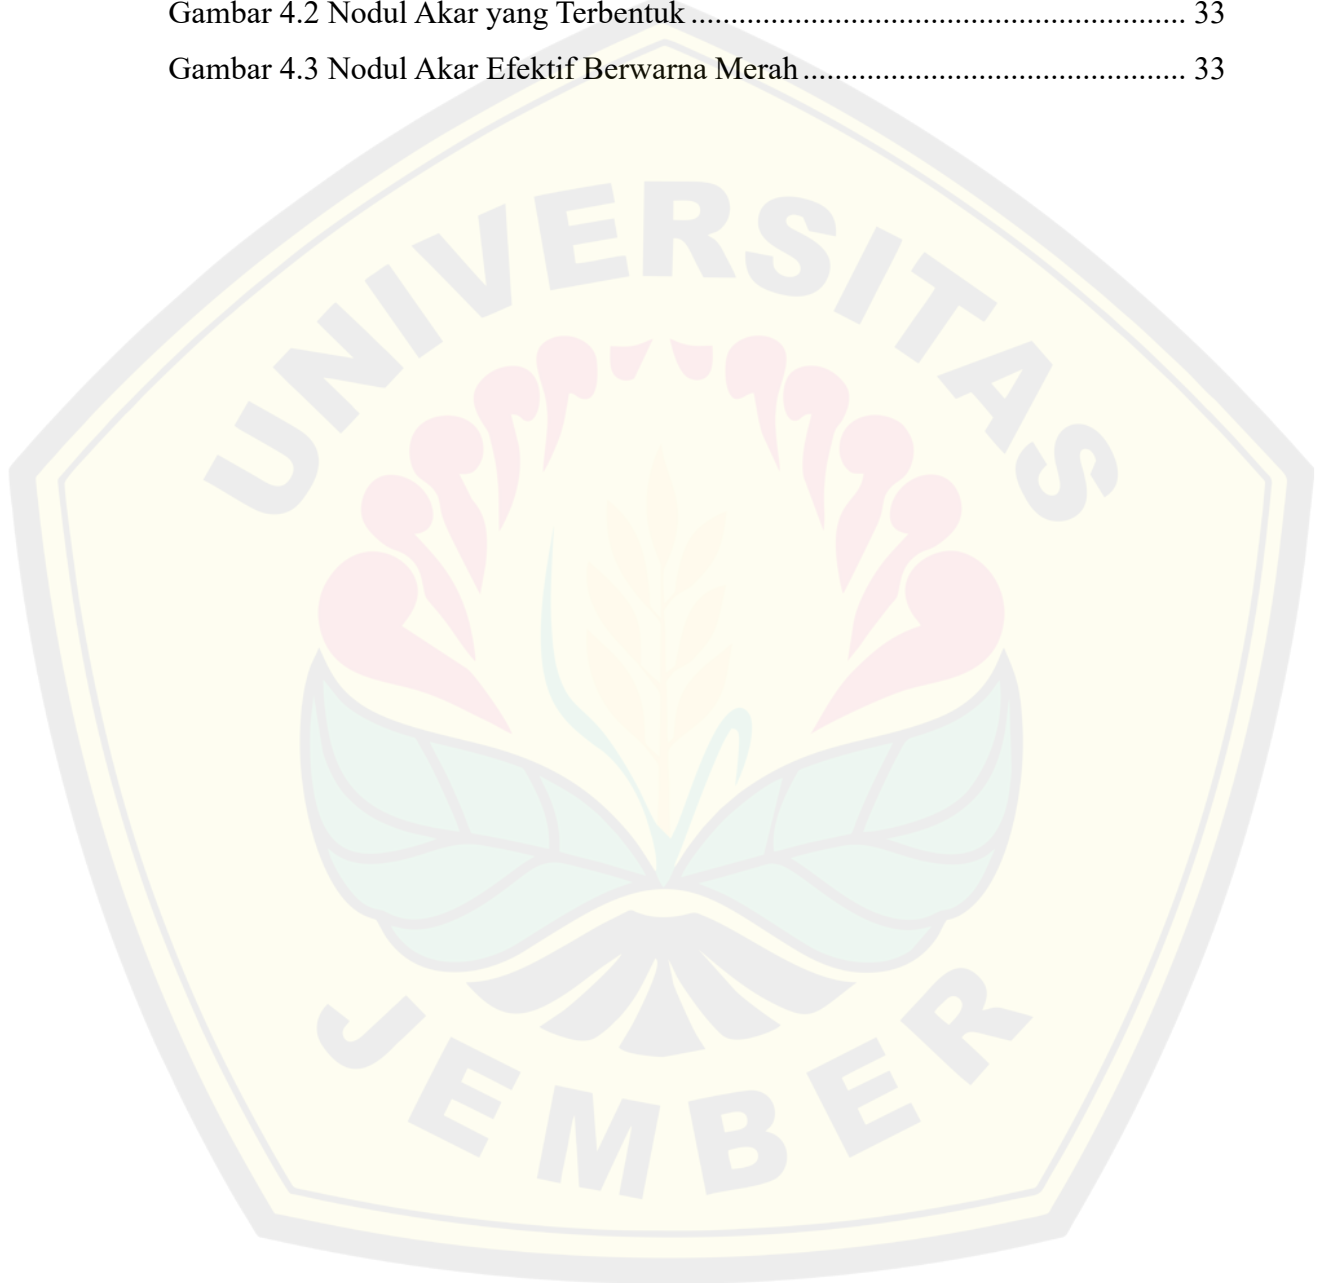 Gambar 4.2 Nodul Akar yang Terbentuk ............................................................. 33
Gambar 4.3 Nodul Akar Efektif Berwarna Merah ............................................... 33
UNIVERSITAS
JEMBER